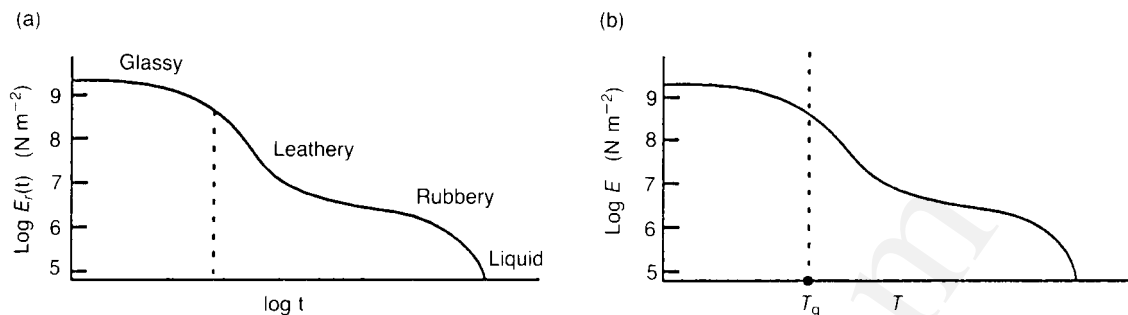 (a)
Log Eᵣ(t) (N m⁻²)
9
8
7
6
5
Glassy
Leathery
Rubbery
Liquid
log t
(b)
Log E (N m⁻²)
9
8
7
6
5
T_g
T
m